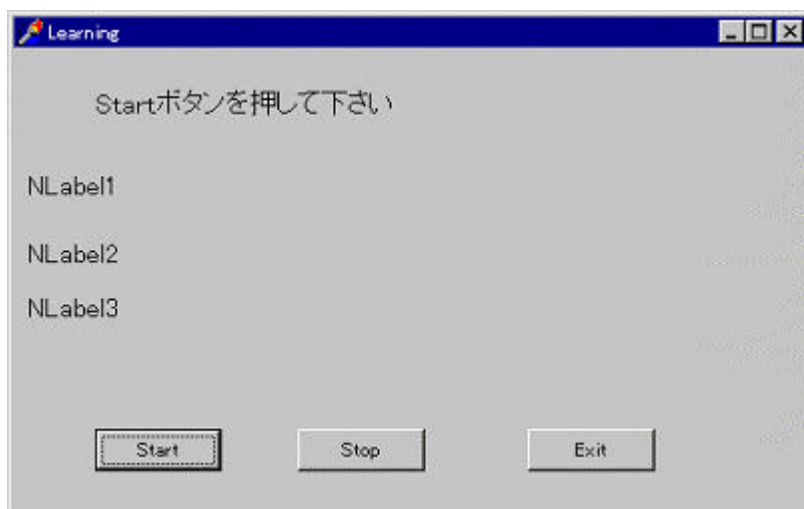 Learning
Startボタンを押して下さい
NLabel1
NLabel2
NLabel3
Start Stop Exit